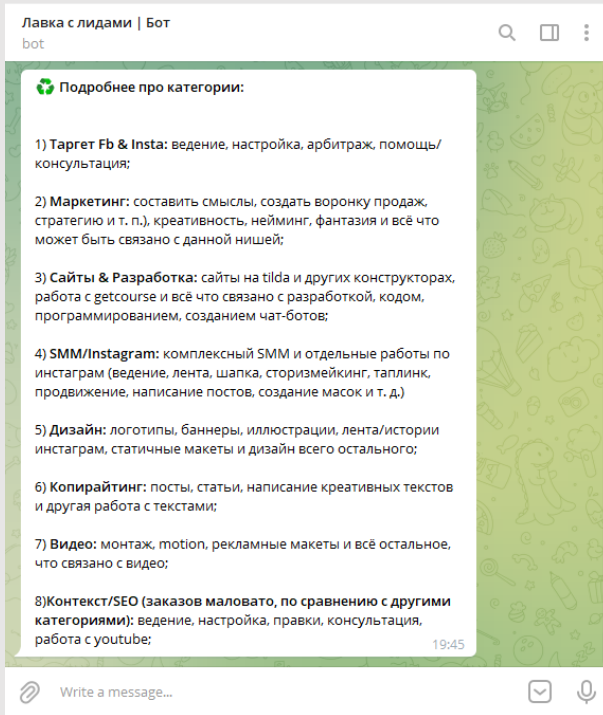 Лавка с лидами | Бот
bot
♻️ Подробнее про категории:
1) Таргет Fb & Insta: ведение, настройка, арбитраж, помощь/
консультация;
2) Маркетинг: составить смыслы, создать воронку продаж,
стратегию и т. п.), креативность, нейминг, фантазия и всё что
может быть связано с данной нишей;
3) Сайты & Разработка: сайты на tilda и других конструкторах,
работа с getcourse и всё что связано с разработкой, кодом,
программированием, созданием чат-ботов;
4) SMM/Instagram: комплексный SMM и отдельные работы по
инстаграм (ведение, лента, шапка, сторизмейкинг, таплинк,
продвижение, написание постов, создание масок и т. д.)
5) Дизайн: логотипы, баннеры, иллюстрации, лента/истории
инстаграм, статичные макеты и дизайн всего остального;
6) Копирайтинг: посты, статьи, написание креативных текстов
и другая работа с текстами;
7) Видео: монтаж, motion, рекламные макеты и всё остальное,
что связано с видео;
8)Контекст/SEO (заказов маловато, по сравнению с другими
категориями): ведение, настройка, правки, консультация,
работа с youtube;
19:45
Write a message...